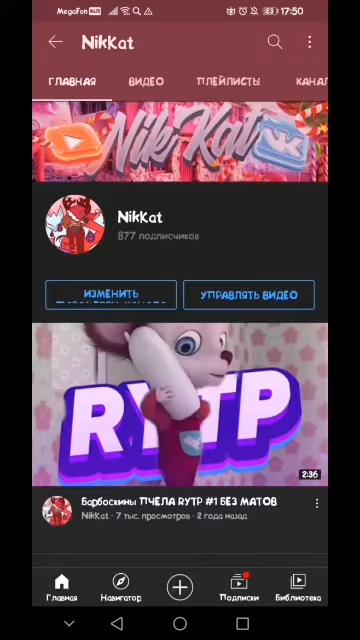 MegaFon 17:50
NikKat
ГЛАВНАЯ ВИДЕО ПЛЕЙЛИСТЫ КАНАЛ
NikKat
NikKat
877 подписчиков
ИЗМЕНИТЬ
УПРАВЛЯТЬ ВИДЕО
RYTP
2:36
Барбоскины ПЧЕЛА RYTP #1 БЕЗ МАТОВ
NikKat · 7 тыс. просмотров · 2 года назад
Главная Навигатор Подписки Библиотека